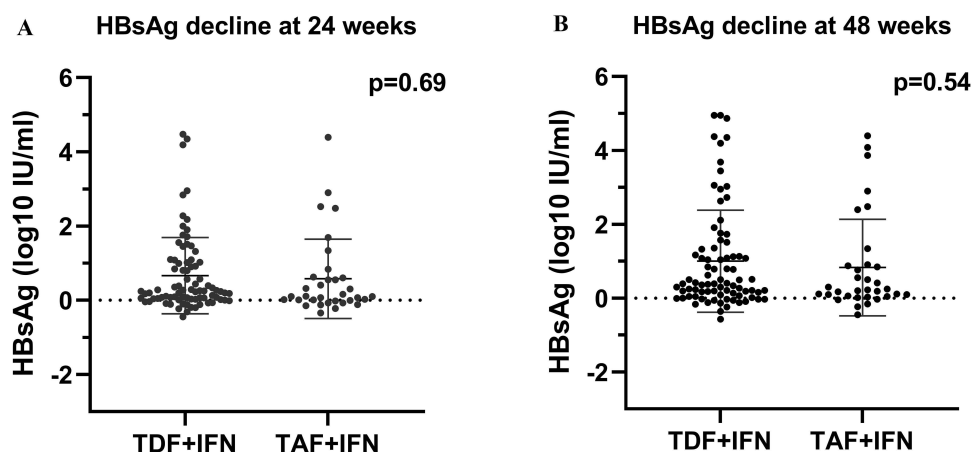 A
HBsAg decline at 24 weeks
p=0.69
HBsAg (log10 IU/ml)
6
4
2
0
-2
TDF+IFN
TAF+IFN
B
HBsAg decline at 48 weeks
p=0.54
HBsAg (log10 IU/ml)
6
4
2
0
-2
TDF+IFN
TAF+IFN